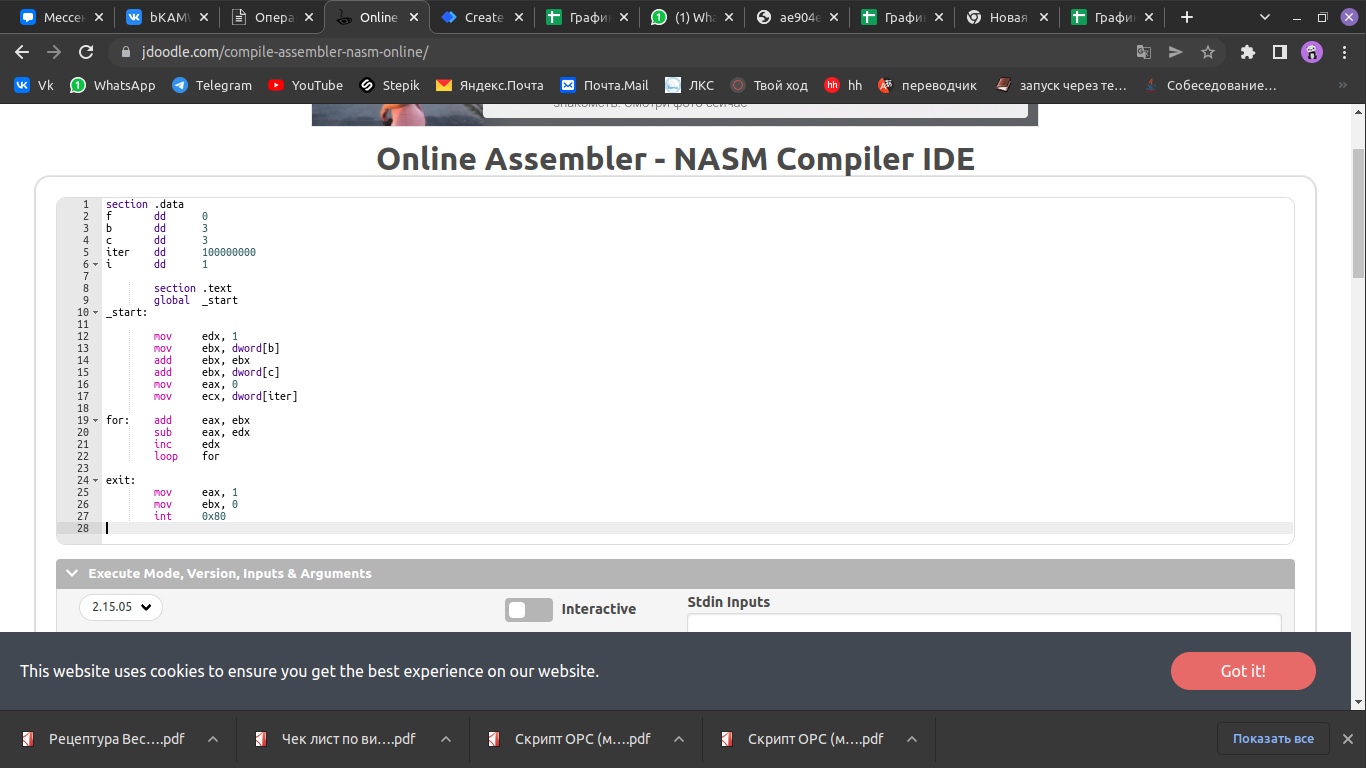 Мессен
bKAMV
Опера
Online
Create
Графи
(1) Wha
ae904e
Графи
Новая
Графи
jdoodle.com/compile-assembler-nasm-online/
Vk
WhatsApp
Telegram
YouTube
Stepik
Яндекс.Почта
Почта.Mail
ЛКС
Твой ход
hh hh
переводчик
запуск через те…
Собеседование…
Online Assembler - NASM Compiler IDE
1 section .data
2 f dd 0
3 b dd 3
4 c dd 3
5 iter dd 100000000
6 i dd 1
7
8 section .text
9 global _start
10 _start:
11
12 mov edx, 1
13 mov ebx, dword[b]
14 add ebx, ebx
15 add ebx, dword[c]
16 mov eax, 0
17 mov ecx, dword[iter]
18
19 for: add eax, ebx
20 sub eax, edx
21 inc edx
22 loop for
23
24 exit:
25 mov eax, 1
26 mov ebx, 0
27 int 0x80
28
Execute Mode, Version, Inputs & Arguments
2.15.05
Interactive
Stdin Inputs
This website uses cookies to ensure you get the best experience on our website.
Got it!
Рецептура Вес….pdf
Чек лист по ви….pdf
Скрипт ОРС (м….pdf
Скрипт ОРС (м….pdf
Показать все